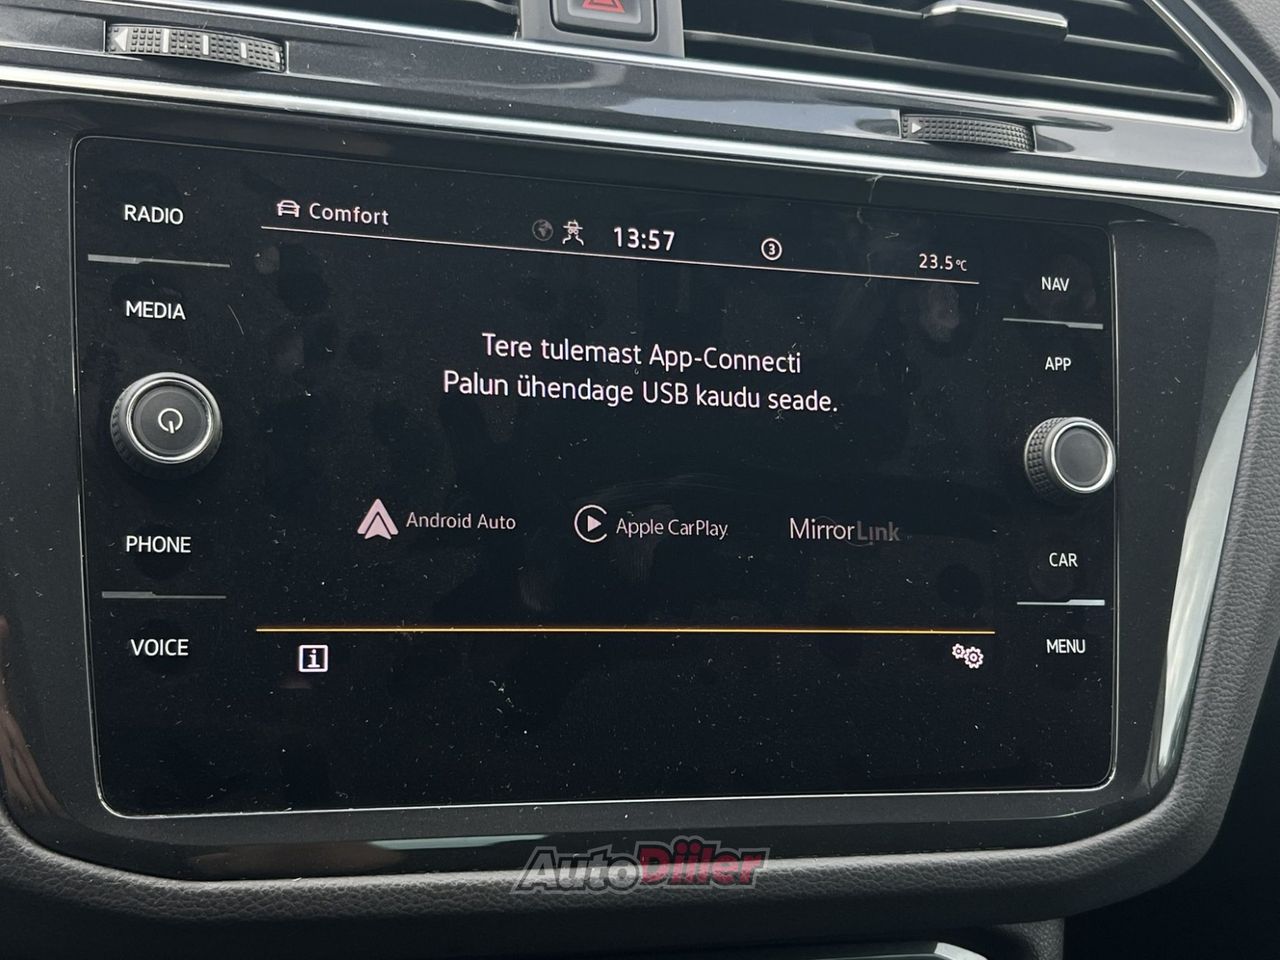 RADIO
MEDIA
PHONE
VOICE
Comfort
13:57
3
23.5°C
Tere tulemast App-Connecti
Palun ühendage USB kaudu seade.
Android Auto
Apple CarPlay
MirrorLink
i
NAV
APP
CAR
MENU
AutoDiiler